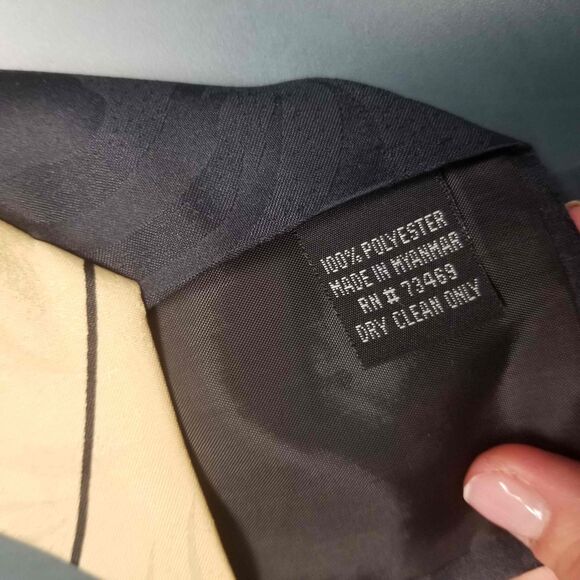 100% POLYESTER
MADE IN MYANMAR
RN # 73469
DRY CLEAN ONLY